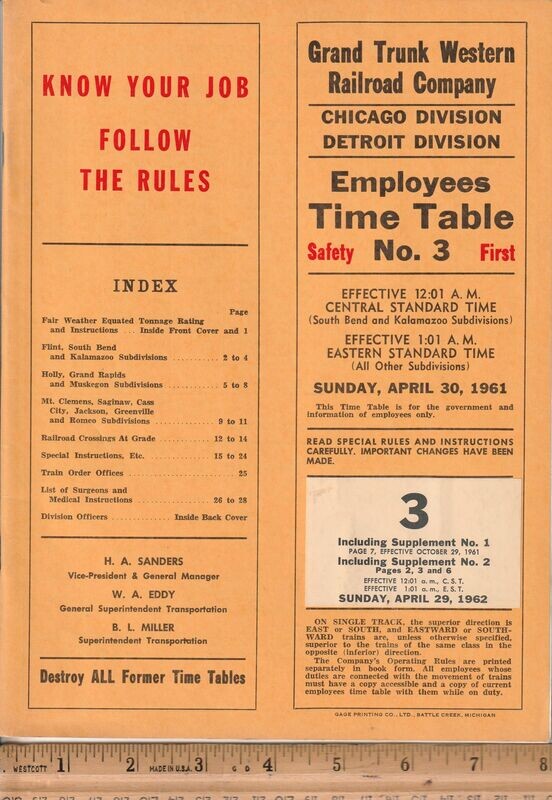 KNOW YOUR JOB
FOLLOW
THE RULES
INDEX
Page
Fair Weather Equated Tonnage Rating
and Instructions ... Inside Front Cover and 1
Flint, South Bend
and Kalamazoo Subdivisions ........... 2 to 4
Holly, Grand Rapids
and Muskegon Subdivisions ............ 5 to 8
Mt. Clemens, Saginaw, Cass
City, Jackson, Greenville
and Romeo Subdivisions .............. 9 to 11
Railroad Crossings At Grade ........... 12 to 14
Special Instructions, Etc. .............. 15 to 24
Train Order Offices ........................ 25
List of Surgeons and
Medical Instructions ................ 26 to 28
Division Officers ............ Inside Back Cover
H. A. SANDERS
Vice-President & General Manager
W. A. EDDY
General Superintendent Transportation
B. L. MILLER
Superintendent Transportation
Destroy ALL Former Time Tables
Grand Trunk Western
Railroad Company
CHICAGO DIVISION
DETROIT DIVISION
Employees
Time Table
Safety No. 3 First
EFFECTIVE 12:01 A. M.
CENTRAL STANDARD TIME
(South Bend and Kalamazoo Subdivisions)
EFFECTIVE 1:01 A. M.
EASTERN STANDARD TIME
(All Other Subdivisions)
SUNDAY, APRIL 30, 1961
This Time Table is for the government and
information of employees only.
READ SPECIAL RULES AND INSTRUCTIONS
CAREFULLY. IMPORTANT CHANGES HAVE BEEN
MADE.
3
Including Supplement No. 1
PAGE 7, EFFECTIVE OCTOBER 29, 1961
Including Supplement No. 2
Pages 2, 3 and 6
EFFECTIVE 12:01 a. m., C. S. T.
EFFECTIVE 1:01 a. m., E. S. T.
SUNDAY, APRIL 29, 1962
ON SINGLE TRACK, the superior direction is
EAST or SOUTH, and EASTWARD or SOUTH-
WARD trains are, unless otherwise specified,
superior to the trains of the same class in the
opposite (inferior) direction.
The Company's Operating Rules are printed
separately in book form. All employees whose
duties are connected with the movement of trains
must have a copy accessible and a copy of current
employees time table with them while on duty.
GAGE PRINTING CO., LTD., BATTLE CREEK, MICHIGAN
1 2 3 4 5 6 7 8
WESTCOTT MADE IN U.S.A.